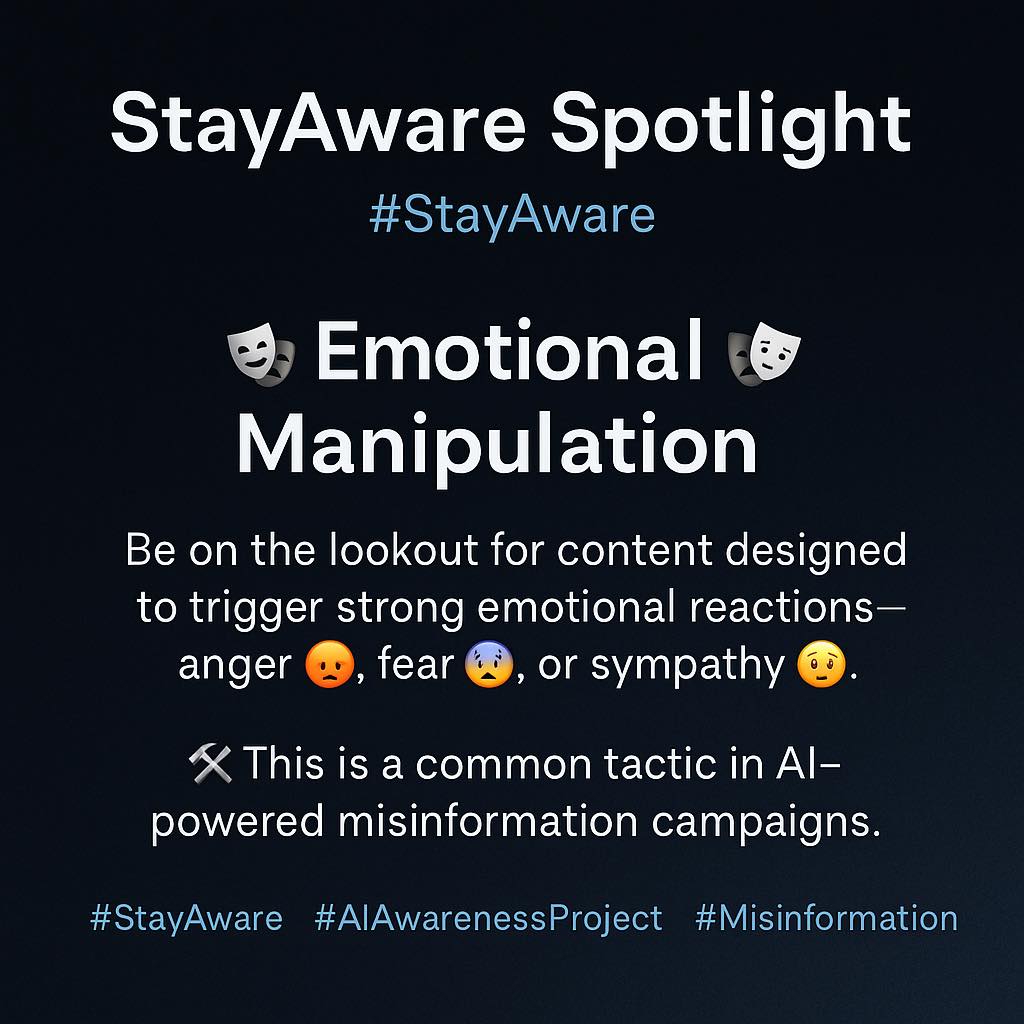 StayAware Spotlight
#StayAware
🎭 Emotional 🎭
Manipulation
Be on the lookout for content designed
to trigger strong emotional reactions—
anger 😡, fear 😨, or sympathy 😔.
⚒ This is a common tactic in AI–
powered misinformation campaigns.
#StayAware #AIAwarenessProject #Misinformation